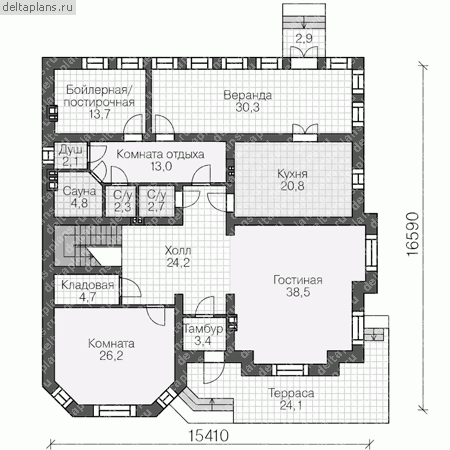 deltaplans.ru
2,9
Бойлерная/
постирочная
13,7
Веранда
30,3
Душ
2,1
Комната отдыха
13,0
Кухня
20,8
Сауна
4,8
С/у
2,3
С/у
2,7
Холл
24,2
Гостиная
38,5
Кладовая
4,7
Тамбур
3,4
Комната
26,2
Терраса
24,1
15410
16590